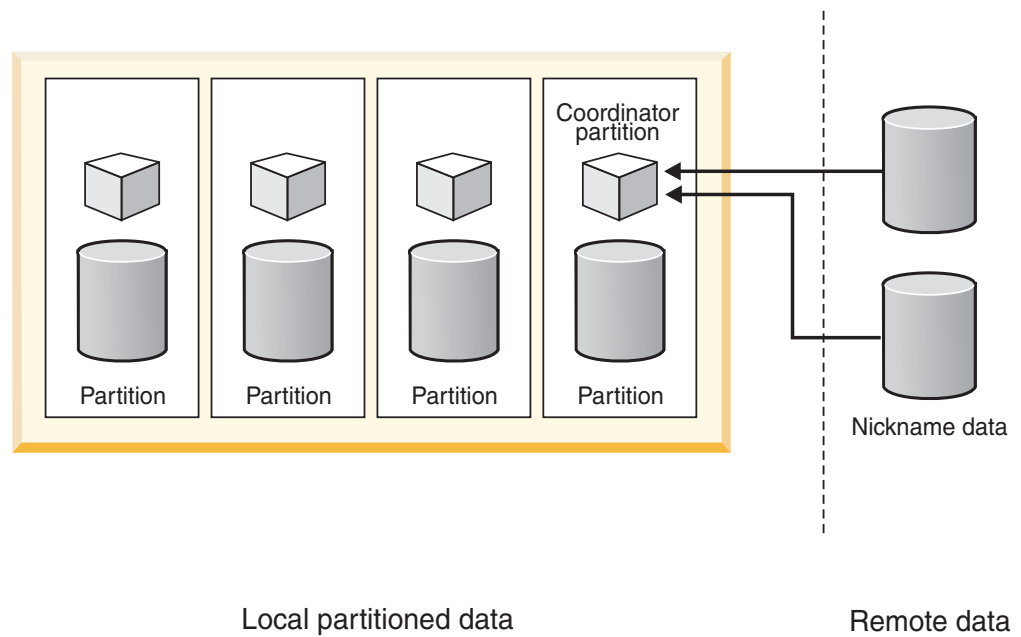 Coordinator
partition
Partition
Partition
Partition
Partition
Nickname data
Local partitioned data
Remote data